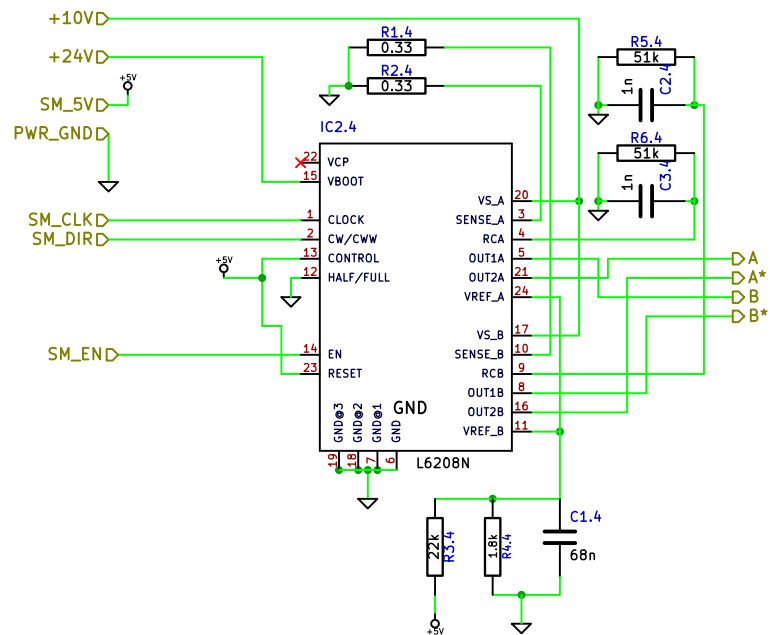 +10V
+24V
+5V
SM_5V
PWR_GND
R1.4
0.33
R2.4
0.33
R5.4
51k
1n
C2.4
R6.4
51k
1n
C3.4
IC2.4
22 VCP
15 VBOOT
SM_CLK 1 CLOCK
SM_DIR 2 CW/CWW
13 CONTROL
+5V
12 HALF/FULL
SM_EN 14 EN
23 RESET
VS_A 20
SENSE_A 3
RCA 4
OUT1A 5
OUT2A 21
VREF_A 24
VS_B 17
SENSE_B 10
RCB 9
OUT1B 8
OUT2B 16
VREF_B 11
A
A*
B
B*
GND
GND@3
GND@2
GND@1
GND
19
18
7
6
L6208N
22k
R3.4
1.8k
R4.4
C1.4
68n
+5V